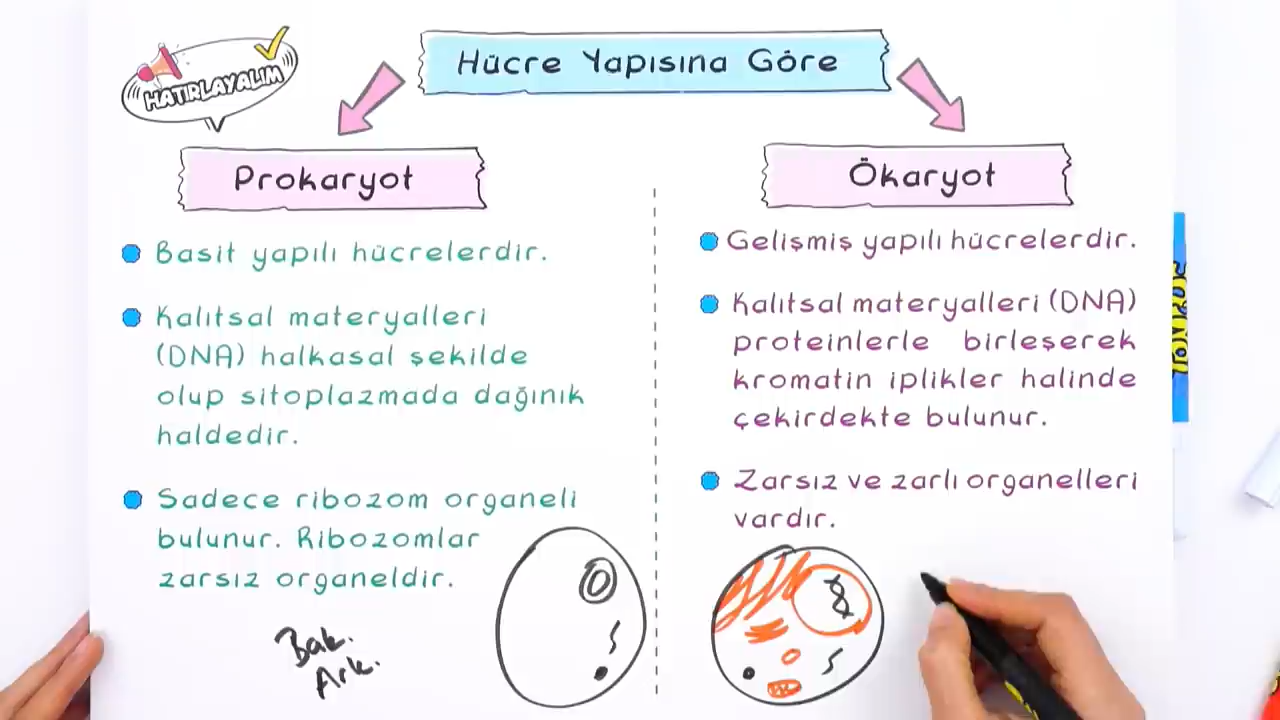 HATIRLAYALIM
Hücre Yapısına Göre
Prokaryot
Basit yapılı hücrelerdir.
Kalıtsal materyalleri
(DNA) halkasal şekilde
olup sitoplazmada dağınık
haldedir.
Sadece ribozom organeli
bulunur. Ribozomlar
zarsız organeldir.
Bak.
Ark.
Ökaryot
Gelişmiş yapılı hücrelerdir.
Kalıtsal materyalleri (DNA)
proteinlerle birleşerek
kromatin iplikler halinde
çekirdekte bulunur.
Zarsız ve zarlı organelleri
vardır.